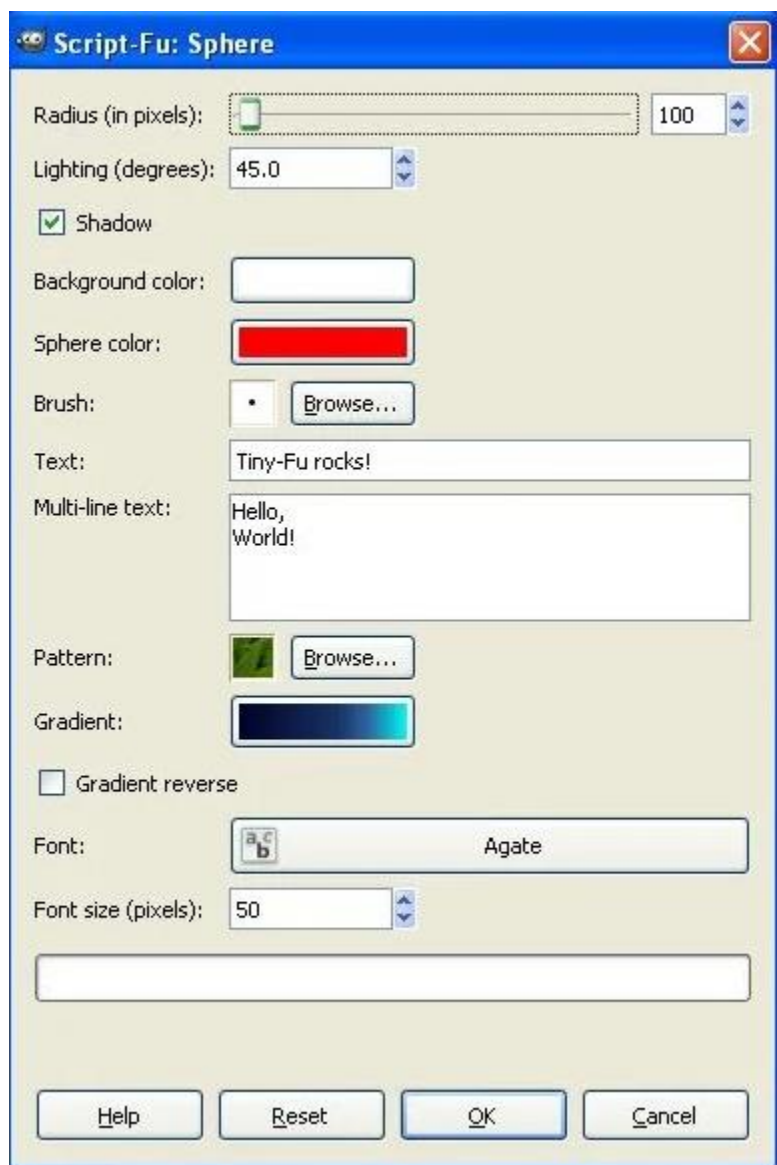 Script-Fu: Sphere
Radius (in pixels): 100
Lighting (degrees): 45.0
Shadow
Background color:
Sphere color:
Brush: Browse...
Text: Tiny-Fu rocks!
Multi-line text: Hello,
World!
Pattern: Browse...
Gradient:
Gradient reverse
Font: abc Agate
Font size (pixels): 50
Help Reset OK Cancel